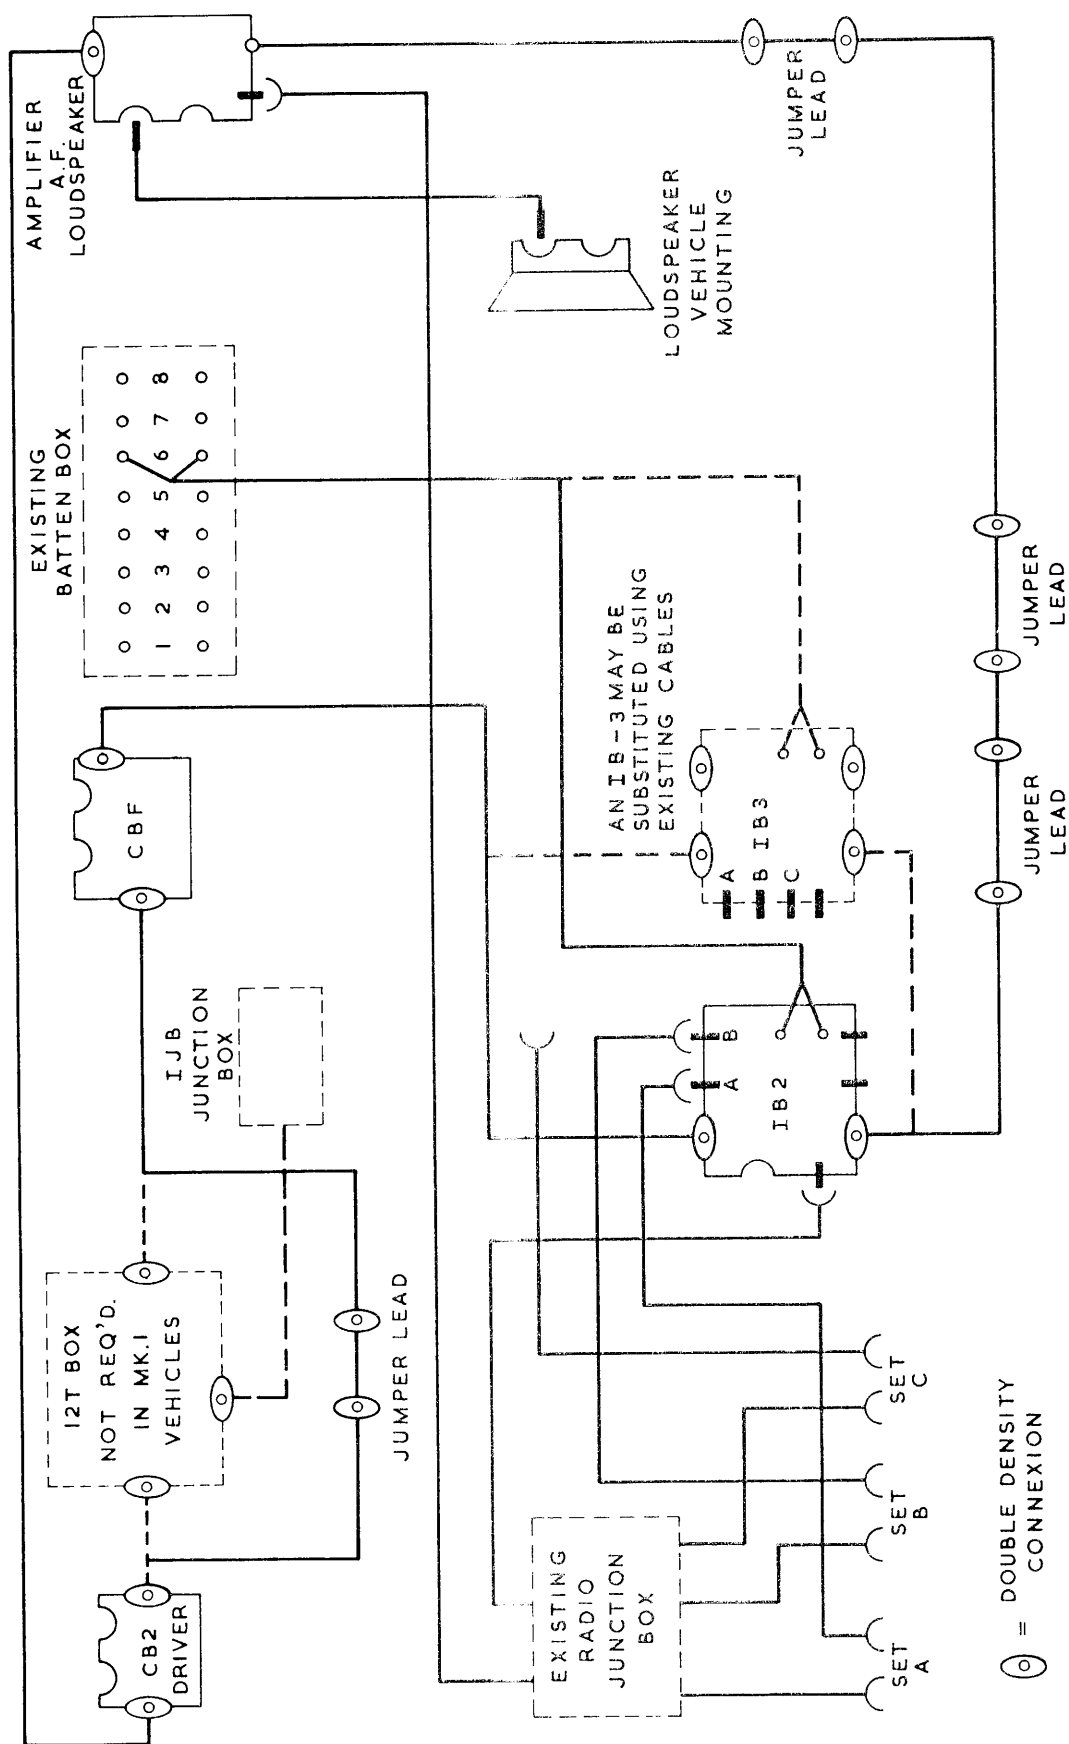 CB2
DRIVER
12T BOX
NOT REQ'D.
IN MK.I
VEHICLES
IJB
JUNCTION
BOX
CBF
EXISTING
BATTEN BOX
1 2 3 4 5 6 7 8
AMPLIFIER
A.F.
LOUDSPEAKER
JUMPER LEAD
EXISTING
RADIO
JUNCTION
BOX
A B
IB2
AN IB-3 MAY BE
SUBSTITUTED USING
EXISTING CABLES
A
B IB3
C
LOUDSPEAKER
VEHICLE
MOUNTING
JUMPER
LEAD
SET
A
SET
B
SET
C
JUMPER
LEAD
JUMPER
LEAD
= DOUBLE DENSITY
CONNEXION